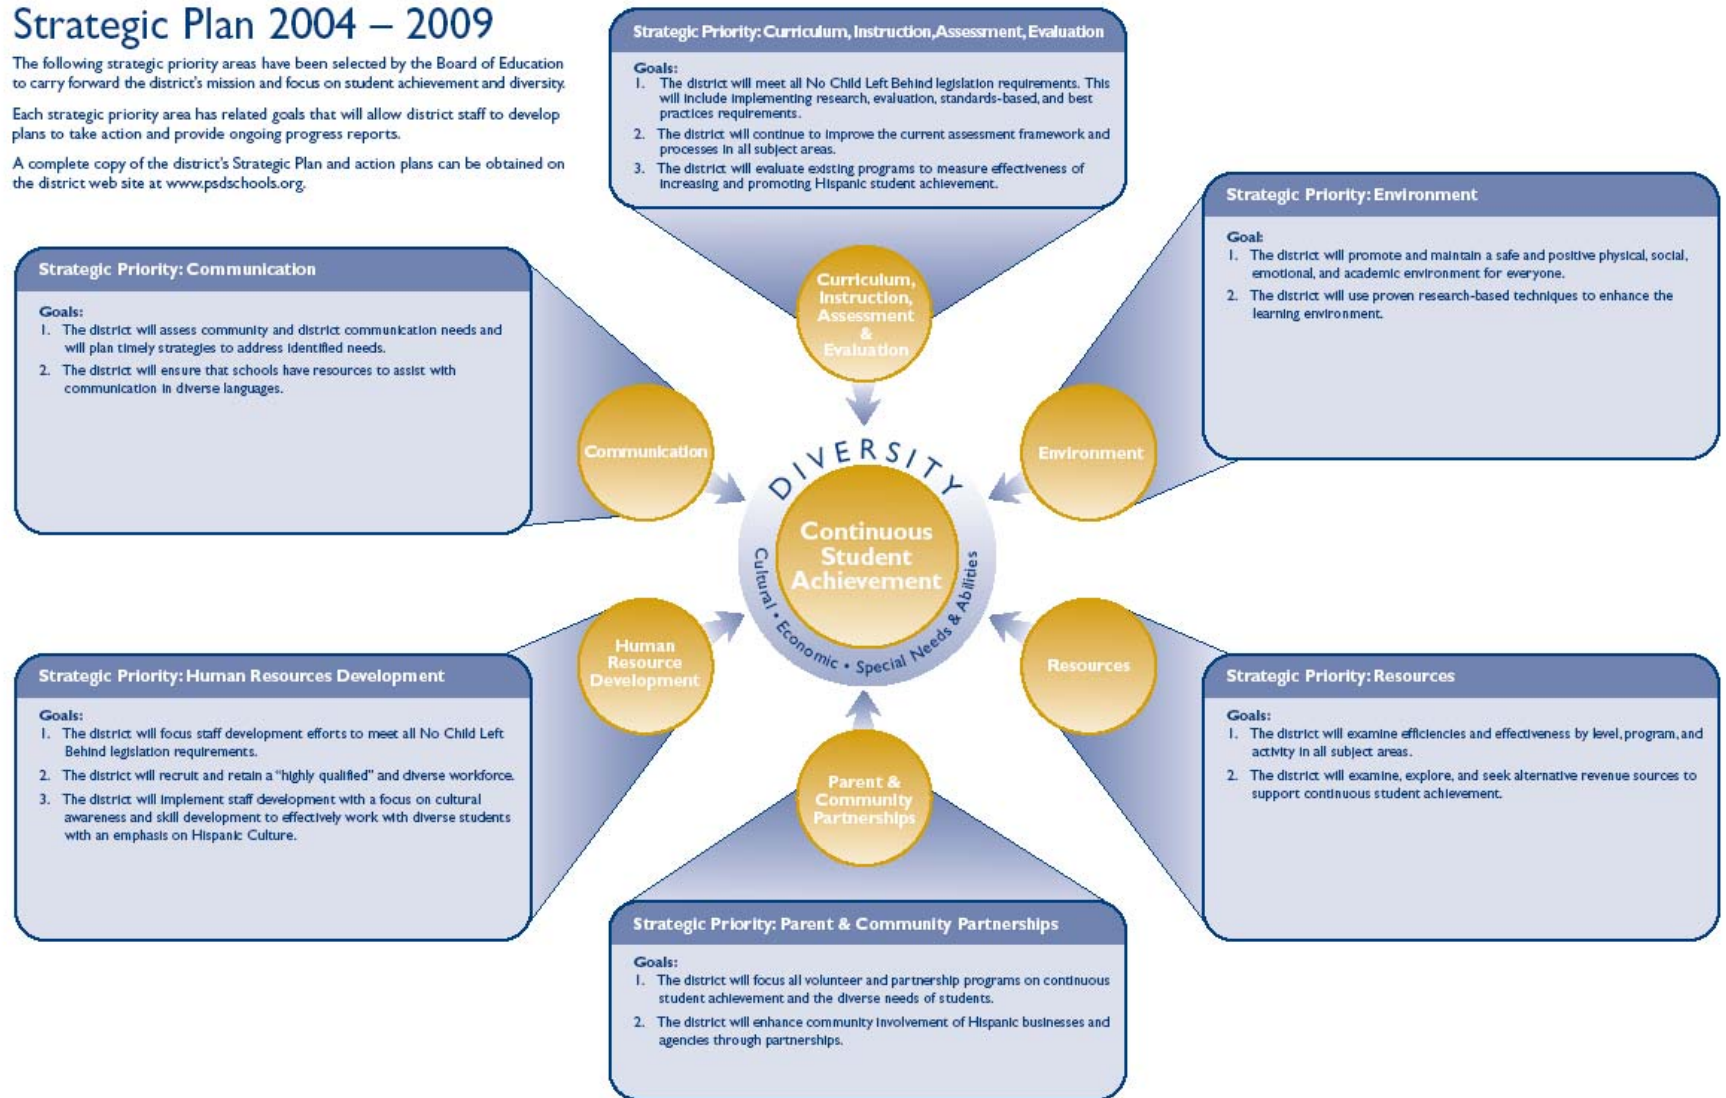 Strategic Plan 2004 – 2009
The following strategic priority areas have been selected by the Board of Education
to carry forward the district's mission and focus on student achievement and diversity.
Each strategic priority area has related goals that will allow district staff to develop
plans to take action and provide ongoing progress reports.
A complete copy of the district's Strategic Plan and action plans can be obtained on
the district web site at www.psdschools.org.
Strategic Priority: Curriculum, Instruction, Assessment, Evaluation
Goals:
1. The district will meet all No Child Left Behind legislation requirements. This
will include implementing research, evaluation, standards-based, and best
practices requirements.
2. The district will continue to improve the current assessment framework and
processes in all subject areas.
3. The district will evaluate existing programs to measure effectiveness of
increasing and promoting Hispanic student achievement.
Strategic Priority: Environment
Goal:
1. The district will promote and maintain a safe and positive physical, social,
emotional, and academic environment for everyone.
2. The district will use proven research-based techniques to enhance the
learning environment.
Strategic Priority: Communication
Goals:
1. The district will assess community and district communication needs and
will plan timely strategies to address identified needs.
2. The district will ensure that schools have resources to assist with
communication in diverse languages.
Curriculum,
Instruction,
Assessment
&
Evaluation
Communication
Environment
DIVERSITY
Continuous
Student
Achievement
Cultural • Economic • Special Needs & Abilities
Human
Resource
Development
Resources
Parent &
Community
Partnerships
Strategic Priority: Human Resources Development
Goals:
1. The district will focus staff development efforts to meet all No Child Left
Behind legislation requirements.
2. The district will recruit and retain a "highly qualified" and diverse workforce.
3. The district will implement staff development with a focus on cultural
awareness and skill development to effectively work with diverse students
with an emphasis on Hispanic Culture.
Strategic Priority: Resources
Goals:
1. The district will examine efficiencies and effectiveness by level, program, and
activity in all subject areas.
2. The district will examine, explore, and seek alternative revenue sources to
support continuous student achievement.
Strategic Priority: Parent & Community Partnerships
Goals:
1. The district will focus all volunteer and partnership programs on continuous
student achievement and the diverse needs of students.
2. The district will enhance community involvement of Hispanic businesses and
agencies through partnerships.